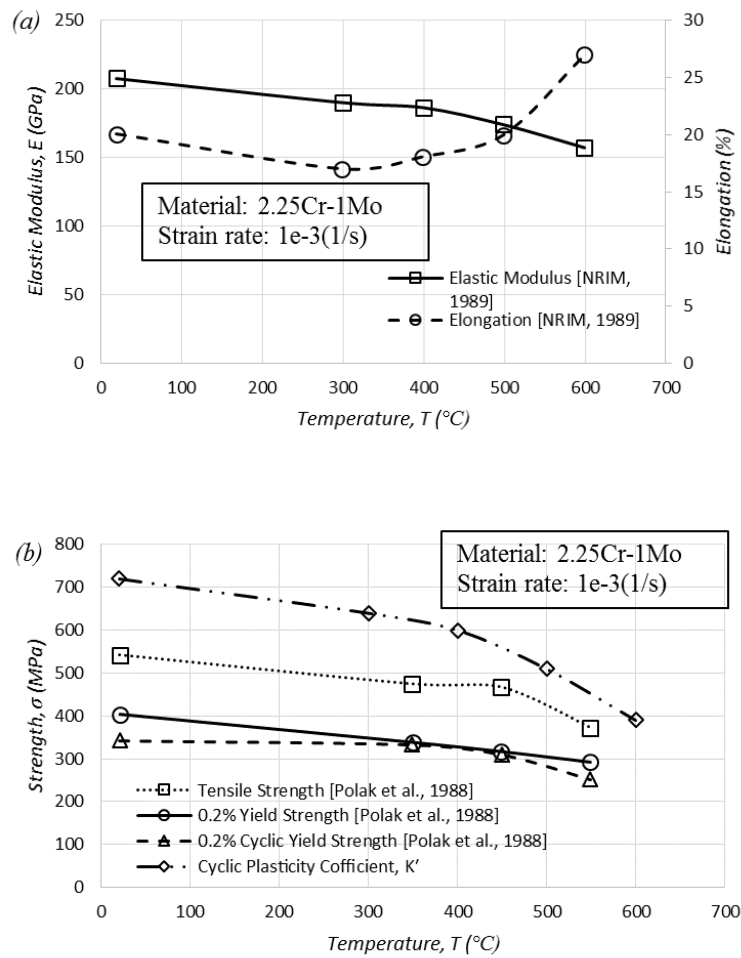 (a)
250
200
150
100
50
0
Elastic Modulus, E (GPa)
30
25
20
15
10
5
0
Elongation (%)
Material: 2.25Cr-1Mo
Strain rate: 1e-3(1/s)
Elastic Modulus [NRIM,
1989]
Elongation [NRIM, 1989]
0 100 200 300 400 500 600 700
Temperature, T (°C)
(b)
800
700
600
500
400
300
200
100
0
Strength, σ (MPa)
Material: 2.25Cr-1Mo
Strain rate: 1e-3(1/s)
Tensile Strength [Polak et al., 1988]
0.2% Yield Strength [Polak et al., 1988]
0.2% Cyclic Yield Strength [Polak et al., 1988]
Cyclic Plasticity Cofficient, K’
0 100 200 300 400 500 600 700
Temperature, T (°C)